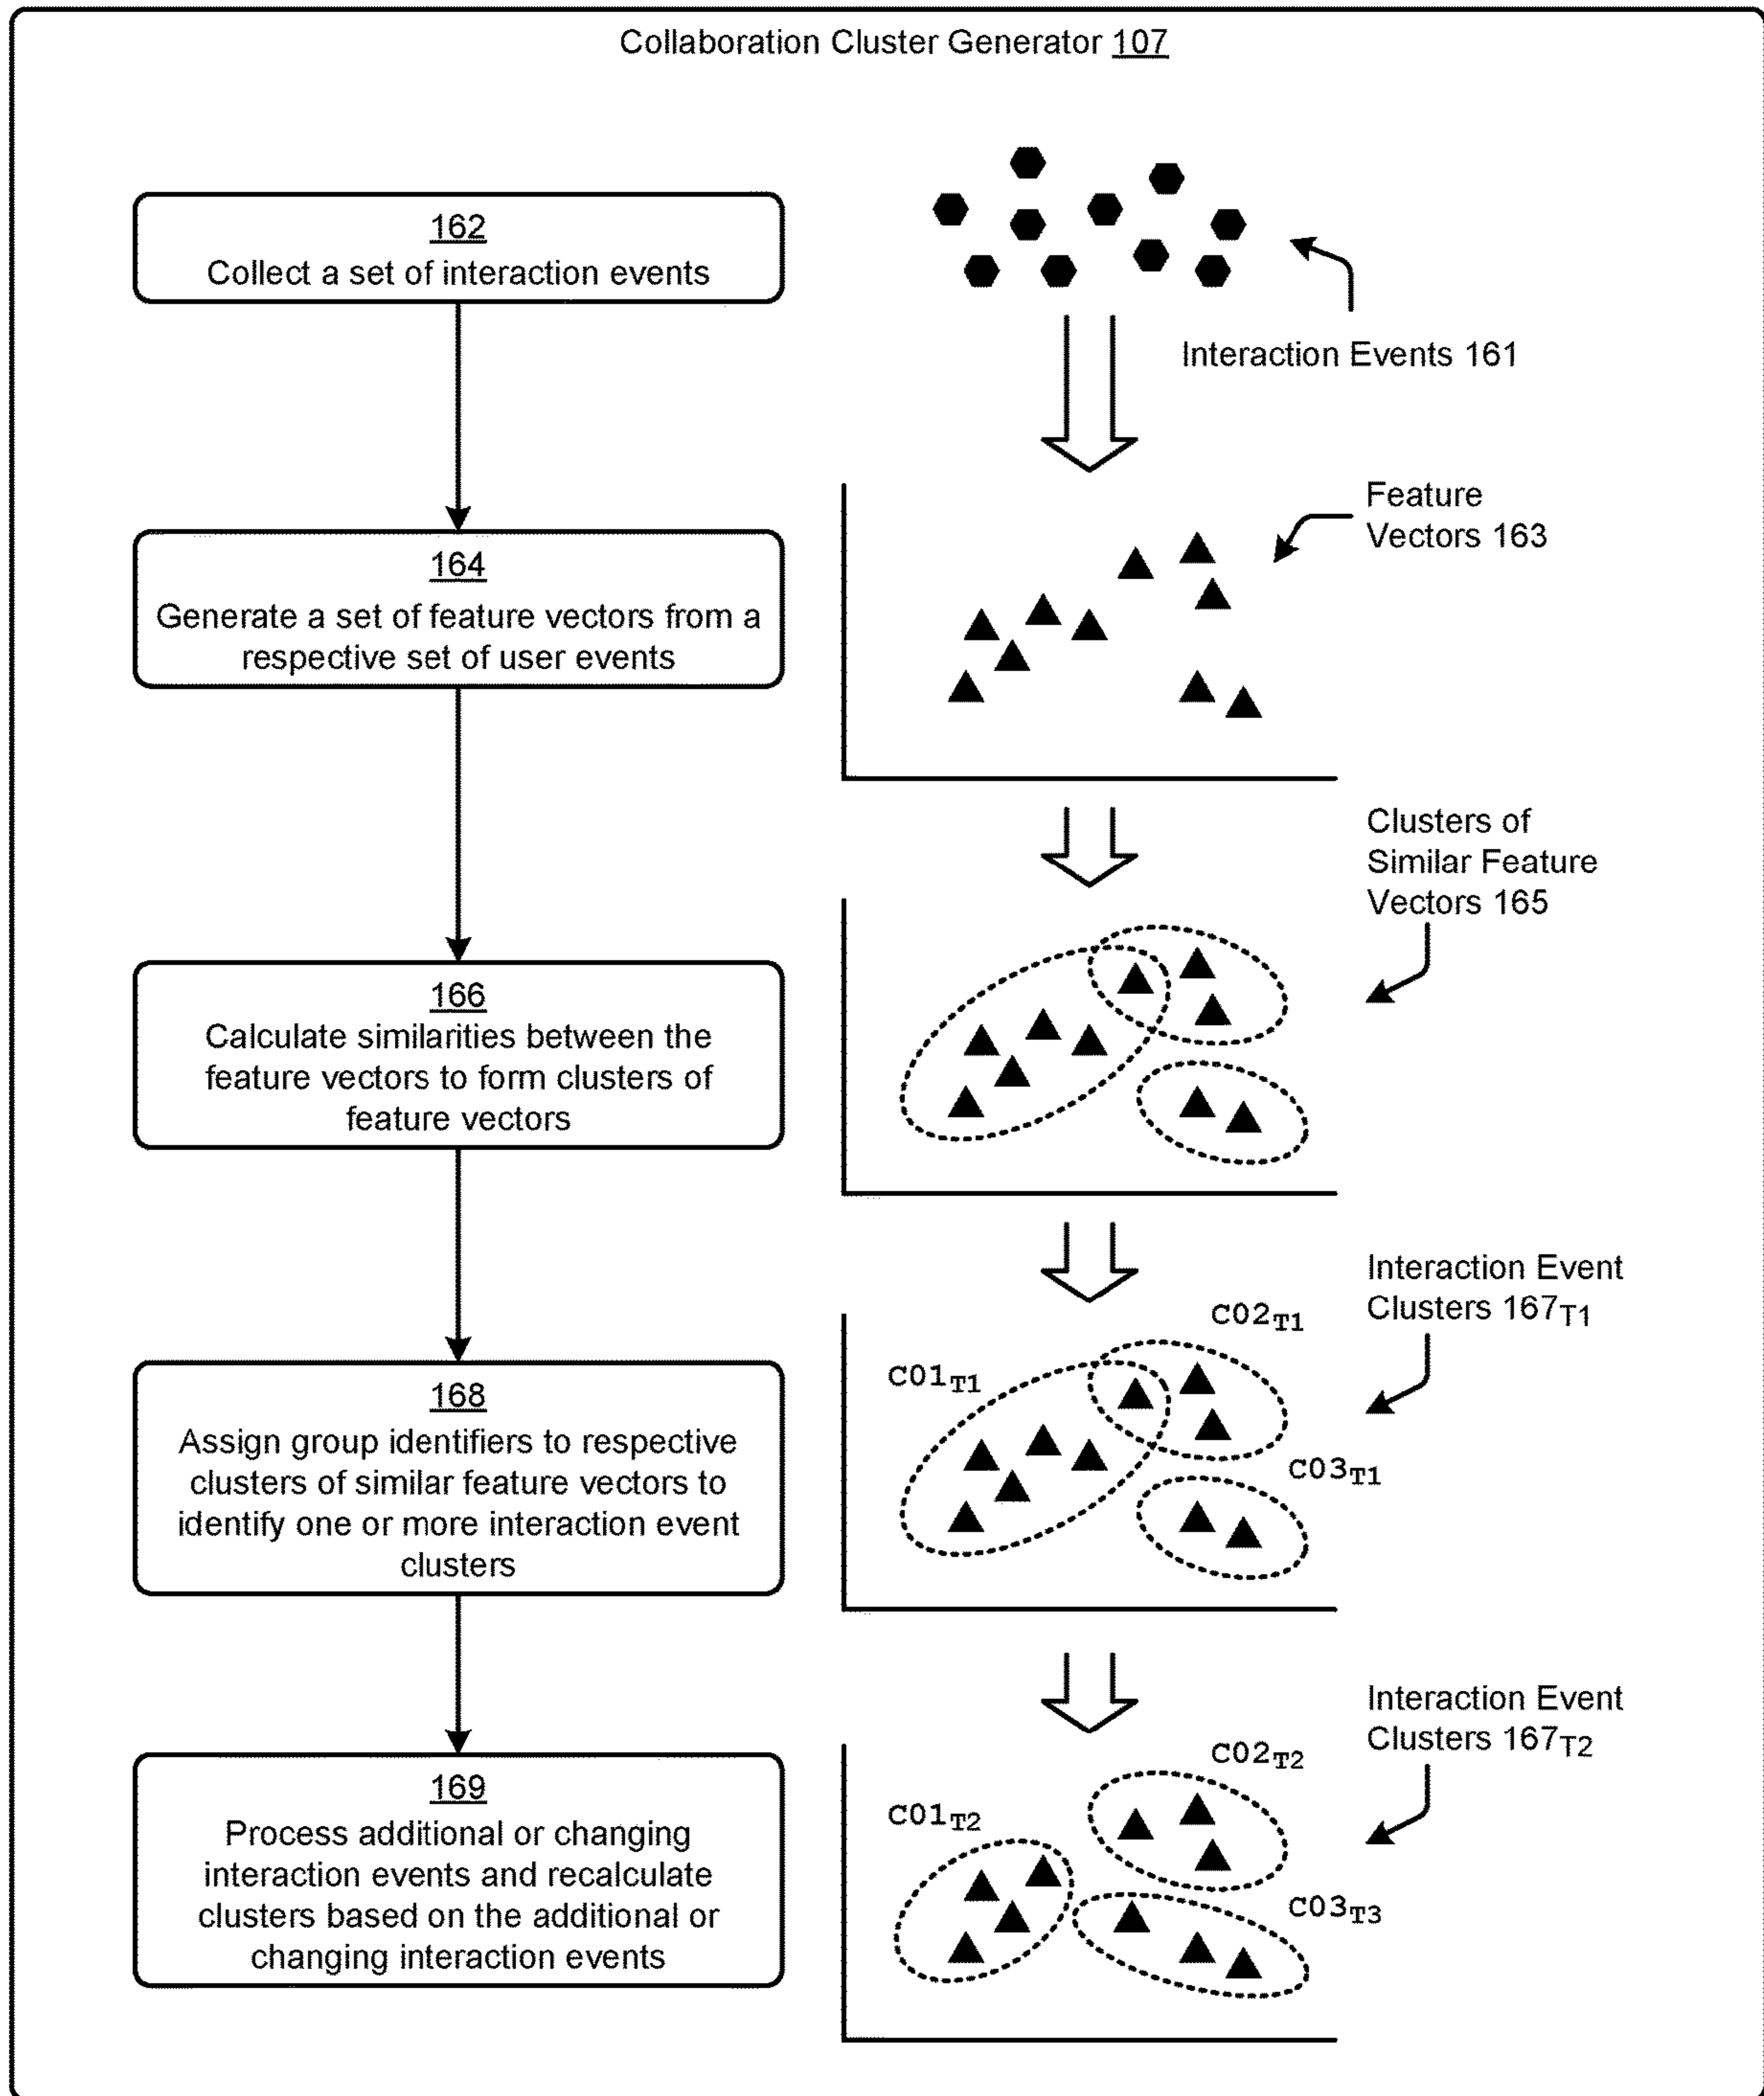 Collaboration Cluster Generator 107
162
Collect a set of interaction events
Interaction Events 161
164
Generate a set of feature vectors from a
respective set of user events
Feature
Vectors 163
166
Calculate similarities between the
feature vectors to form clusters of
feature vectors
Clusters of
Similar Feature
Vectors 165
168
Assign group identifiers to respective
clusters of similar feature vectors to
identify one or more interaction event
clusters
Interaction Event
Clusters 167T1
C02T1
C01T1
C03T1
169
Process additional or changing
interaction events and recalculate
clusters based on the additional or
changing interaction events
Interaction Event
Clusters 167T2
C02T2
C01T2
C03T3